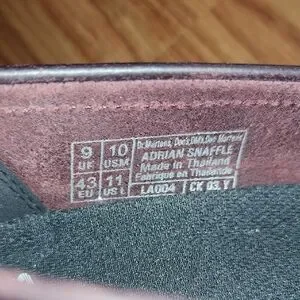 9 UK 10 USM
43 EU 11 US L
Dr.Martens, Doc's, DMs, Doc Martens
ADRIAN SNAFFLE
Made in Thailand
Fabriqué en Thaïlande
LA004 CK 03.Y